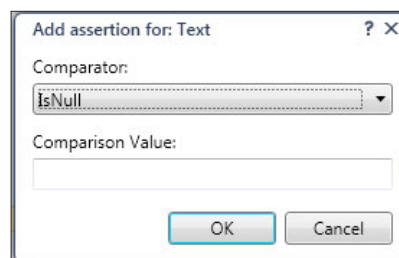 Add assertion for: Text ? ×
Comparator:
IsNull
Comparison Value:
OK Cancel